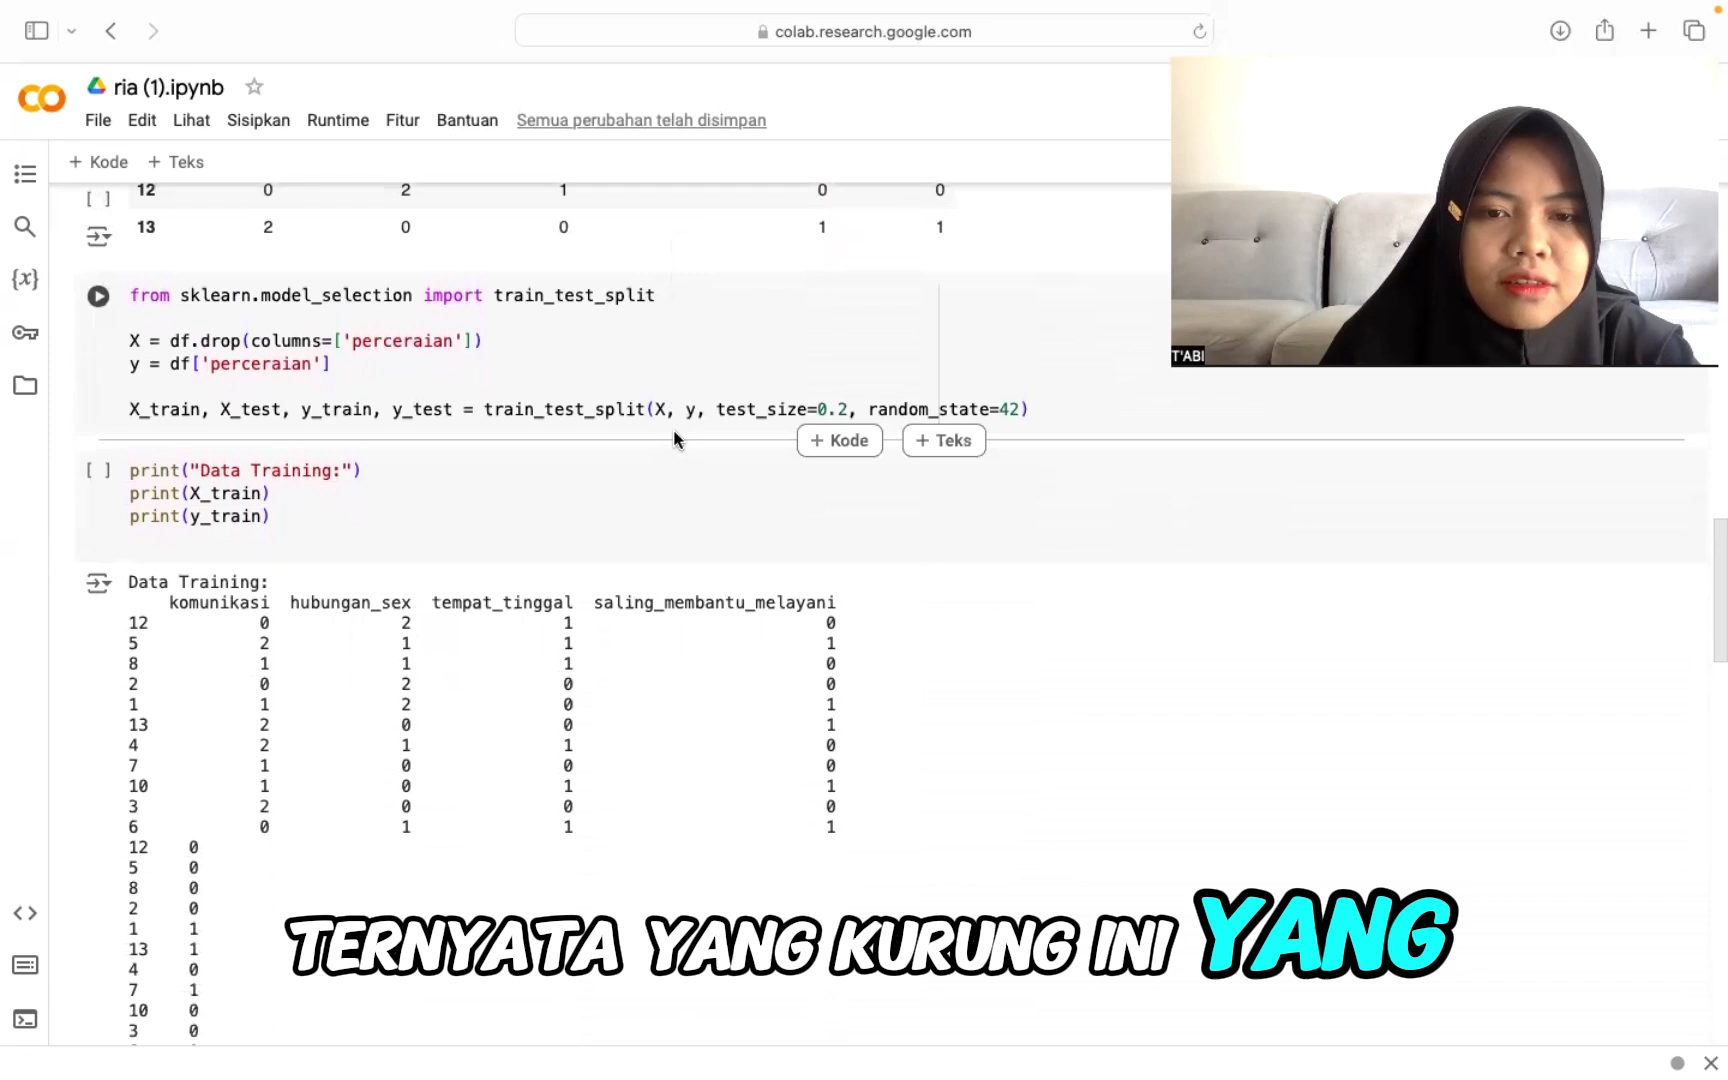 colab.research.google.com
CO ria (1).ipynb
File Edit Lihat Sisipkan Runtime Fitur Bantuan Semua perubahan telah disimpan
+ Kode + Teks
[ ] 12 0 2 1 0 0
13 2 0 0 1 1
from sklearn.model_selection import train_test_split
X = df.drop(columns=['perceraian'])
y = df['perceraian']
X_train, X_test, y_train, y_test = train_test_split(X, y, test_size=0.2, random_state=42)
+ Kode + Teks
[ ] print("Data Training:")
print(X_train)
print(y_train)
Data Training:
komunikasi hubungan_sex tempat_tinggal saling_membantu_melayani
12 0 2 1 0
5 2 1 1 1
8 1 1 1 0
2 0 2 0 0
1 1 2 0 1
13 2 0 0 1
4 2 1 1 0
7 1 0 0 0
10 1 0 1 1
3 2 0 0 0
6 0 1 1 1
12 0
5 0
8 0
2 0
1 1
13 1
4 0
7 1
10 0
3 0
{x}
T'ABI
TERNYATA YANG KURUNG INI YANG